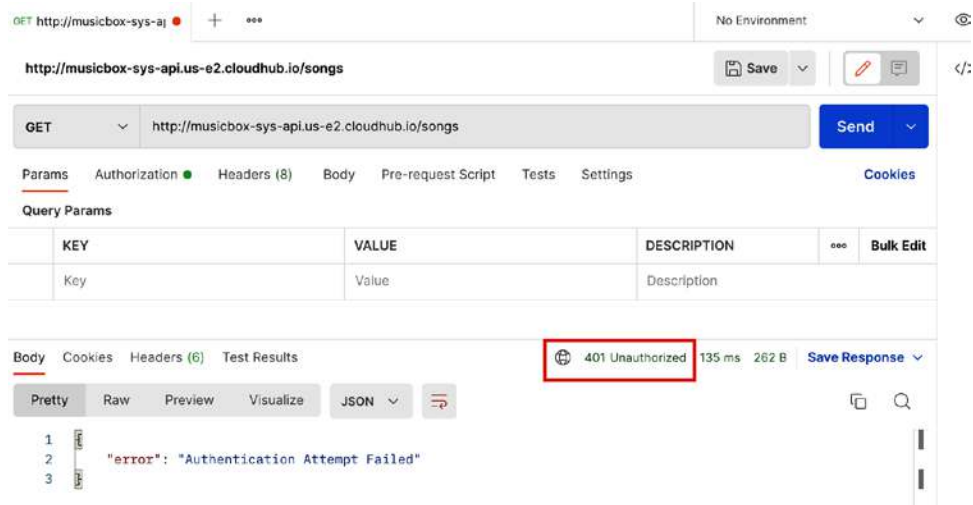 GET http://musicbox-sys-a
No Environment
http://musicbox-sys-api.us-e2.cloudhub.io/songs
Save
GET http://musicbox-sys-api.us-e2.cloudhub.io/songs Send
Params Authorization Headers (8) Body Pre-request Script Tests Settings Cookies
Query Params
KEY VALUE DESCRIPTION Bulk Edit
Key Value Description
Body Cookies Headers (6) Test Results 401 Unauthorized 135 ms 262 B Save Response
Pretty Raw Preview Visualize JSON
1 {
2 "error": "Authentication Attempt Failed"
3 }